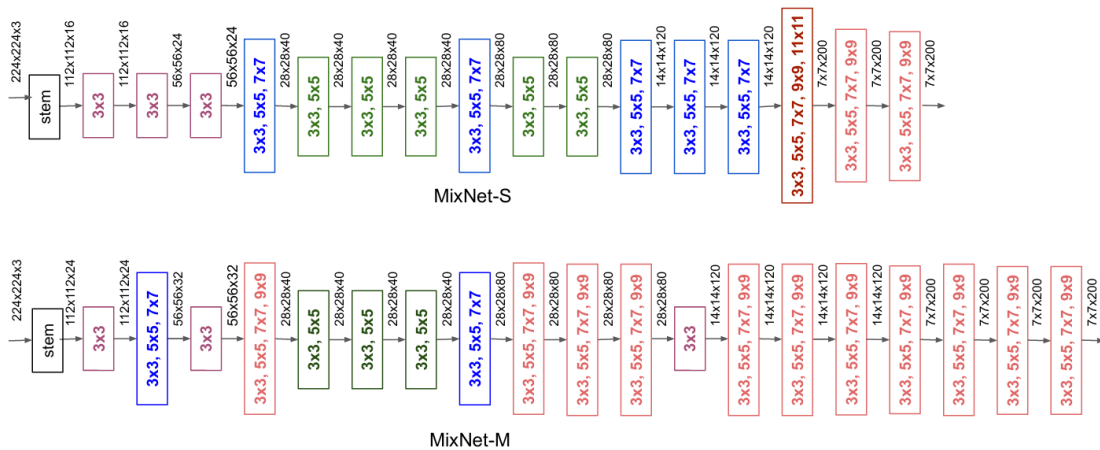 224x224x3
stem
112x112x16
3x3
112x112x16
3x3
56x56x24
3x3
56x56x24
3x3, 5x5, 7x7
28x28x40
3x3, 5x5
28x28x40
3x3, 5x5
28x28x40
3x3, 5x5
28x28x40
3x3, 5x5, 7x7
28x28x80
3x3, 5x5
28x28x80
3x3, 5x5
28x28x80
3x3, 5x5, 7x7
14x14x120
3x3, 5x5, 7x7
14x14x120
3x3, 5x5, 7x7
14x14x120
3x3, 5x5, 7x7, 9x9, 11x11
7x7x200
3x3, 5x5, 7x7, 9x9
7x7x200
3x3, 5x5, 7x7, 9x9
7x7x200
MixNet-S
224x224x3
stem
112x112x24
3x3
112x112x24
3x3, 5x5, 7x7
56x56x32
3x3
56x56x32
3x3, 5x5, 7x7, 9x9
28x28x40
3x3, 5x5
28x28x40
3x3, 5x5
28x28x40
3x3, 5x5
28x28x40
3x3, 5x5, 7x7
28x28x80
3x3, 5x5, 7x7, 9x9
28x28x80
3x3, 5x5, 7x7, 9x9
28x28x80
3x3, 5x5, 7x7, 9x9
28x28x80
3x3
14x14x120
3x3, 5x5, 7x7, 9x9
14x14x120
3x3, 5x5, 7x7, 9x9
14x14x120
3x3, 5x5, 7x7, 9x9
14x14x120
3x3, 5x5, 7x7, 9x9
7x7x200
3x3, 5x5, 7x7, 9x9
7x7x200
3x3, 5x5, 7x7, 9x9
7x7x200
3x3, 5x5, 7x7, 9x9
7x7x200
MixNet-M